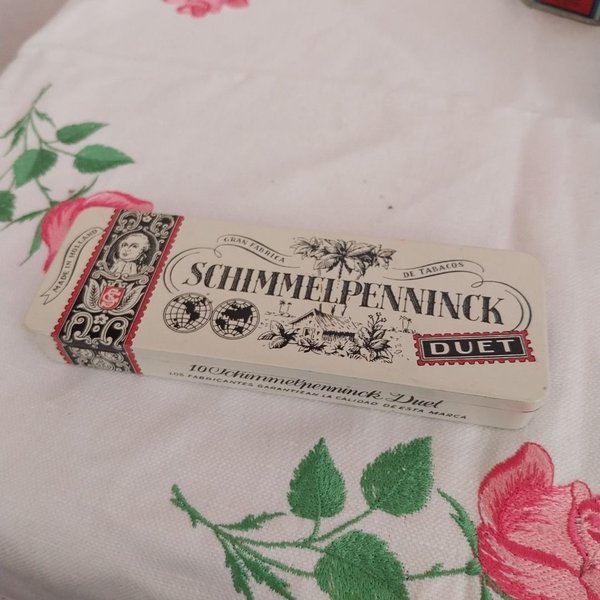 MADE IN HOLLAND
GRAN FABRICA DE TABACOS
SCHIMMELPENNINCK
DUET
10 Schimmelpenninck Duet
LOS FABRICANTES GARANTIZAN LA CALIDAD DE ESTA MARCA